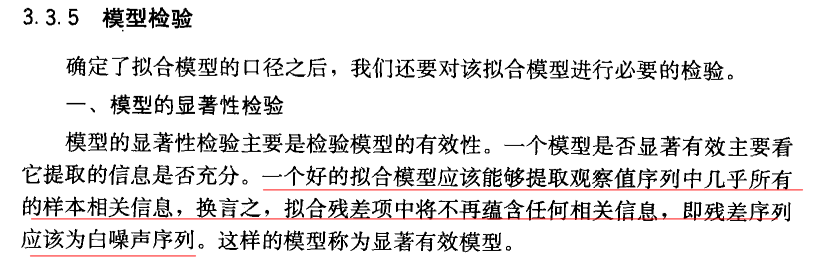 3.3.5 模型检验
确定了拟合模型的口径之后，我们还要对该拟合模型进行必要的检验。
一、模型的显著性检验
模型的显著性检验主要是检验模型的有效性。一个模型是否显著有效主要看
它提取的信息是否充分。一个好的拟合模型应该能够提取观察值序列中几乎所有
的样本相关信息，换言之，拟合残差项中将不再蕴含任何相关信息，即残差序列
应该为白噪声序列。这样的模型称为显著有效模型。